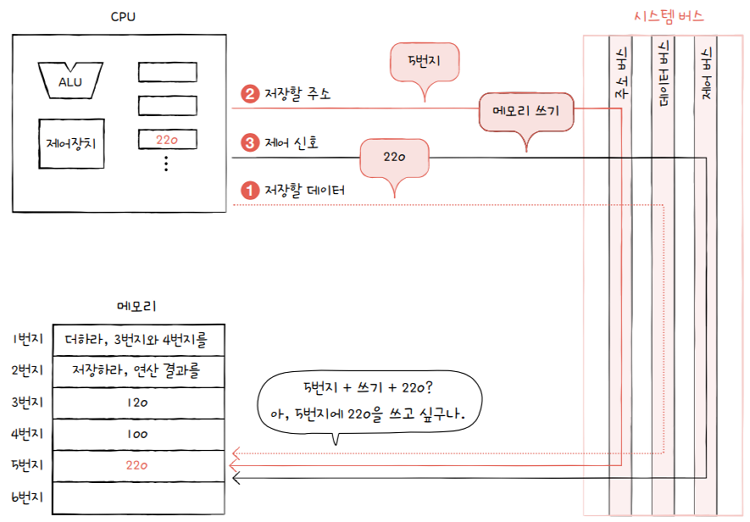 CPU
시스템 버스
ALU
제어장치
220
5번지
❷ 저장할 주소
메모리 쓰기
❸ 제어 신호
220
❶ 저장할 데이터
주소 버스
데이터 버스
제어 버스
메모리
1번지 더하라, 3번지와 4번지를
2번지 저장하라, 연산 결과를
3번지 120
4번지 100
5번지 220
6번지
5번지 + 쓰기 + 220?
아, 5번지에 220을 쓰고 싶구나.